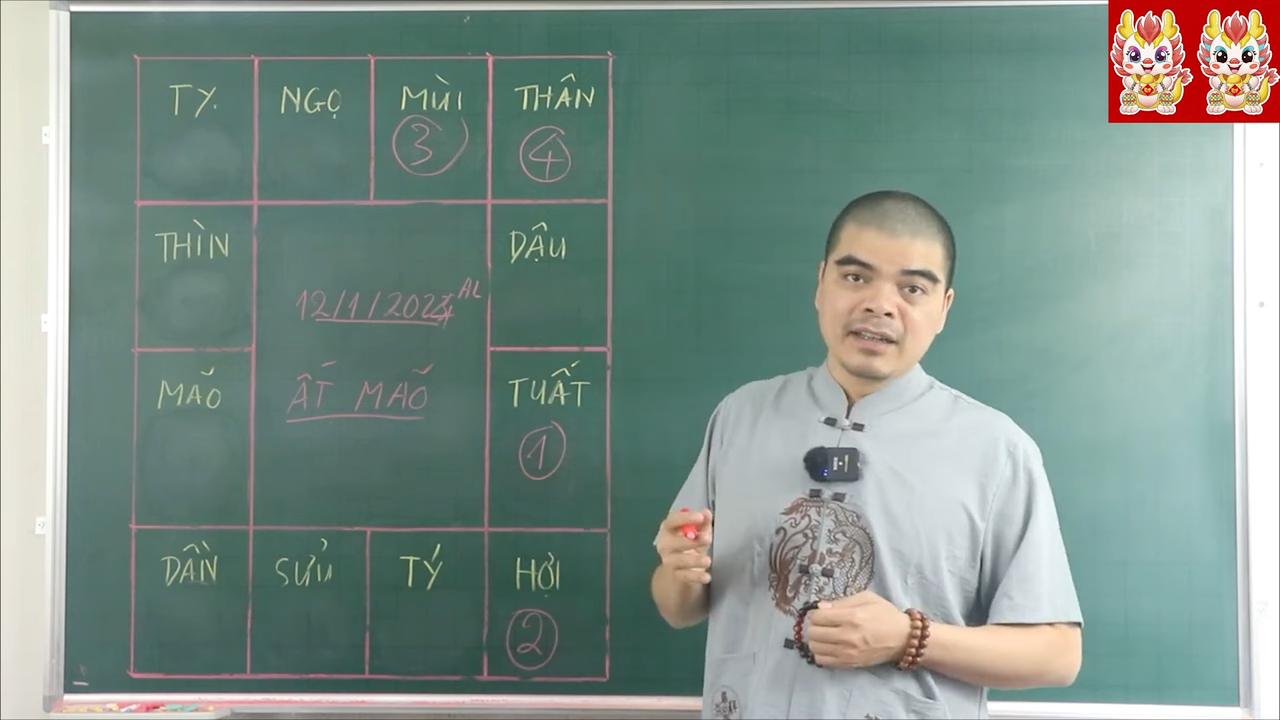 TỴ.
NGỌ
MÙI
THÂN
③
④
THÌN
DẬU
12/1/2024 AL
MÃO
ẤT MÃO
TUẤT
①
DẦN
SỬU
TÝ
HỢI
②